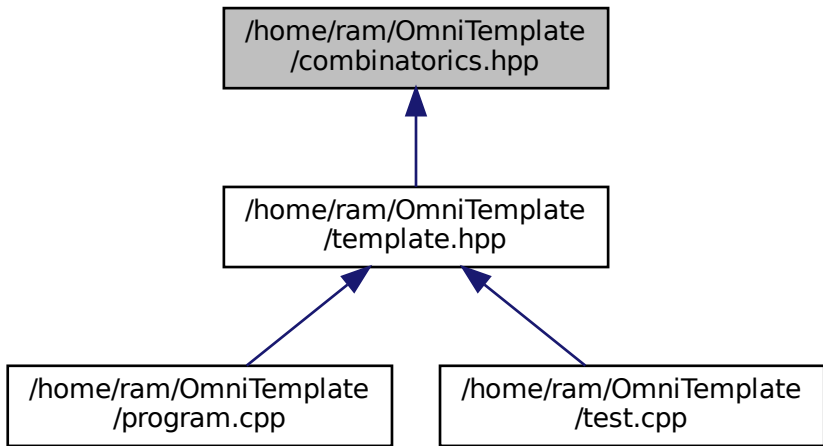 /home/ram/OmniTemplate
/combinatorics.hpp
/home/ram/OmniTemplate
/template.hpp
/home/ram/OmniTemplate
/program.cpp
/home/ram/OmniTemplate
/test.cpp